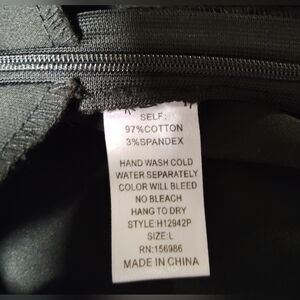 SELF:
97%COTTON
3%SPANDEX
HAND WASH COLD
WATER SEPARATELY
COLOR WILL BLEED
NO BLEACH
HANG TO DRY
STYLE:H12942P
SIZE:L
RN:156986
MADE IN CHINA